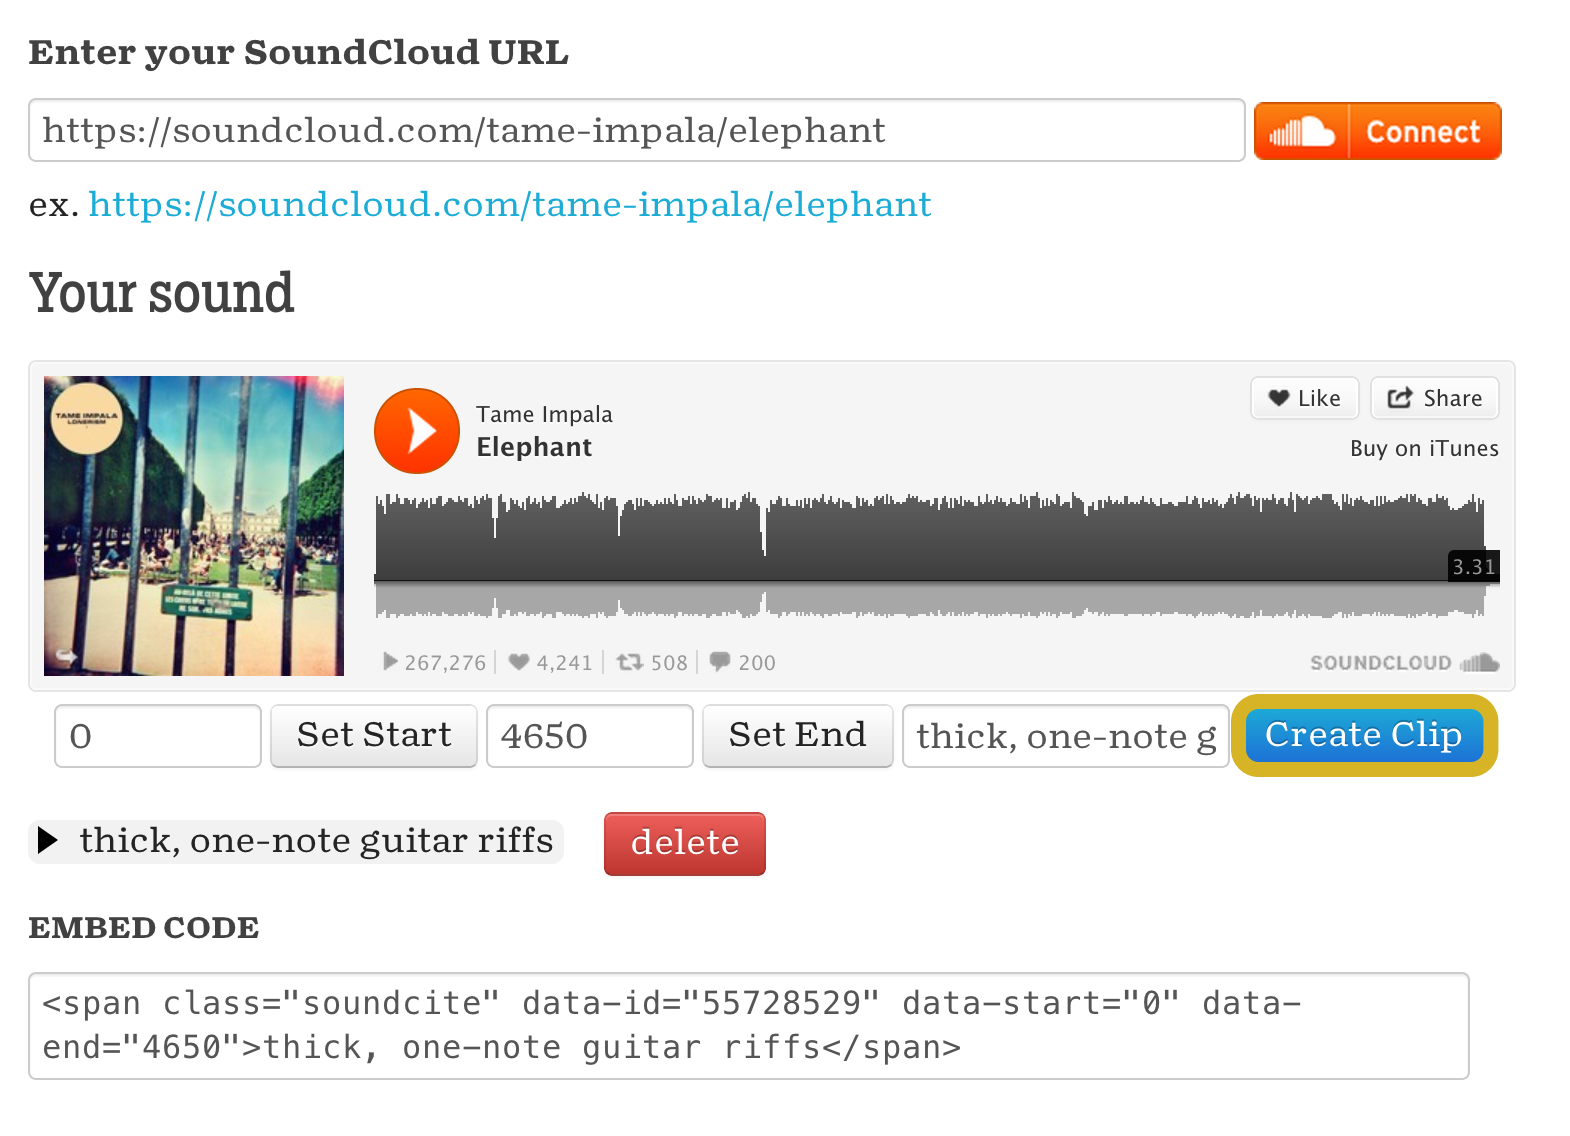 Enter your SoundCloud URL
https://soundcloud.com/tame-impala/elephant
Connect
ex. https://soundcloud.com/tame-impala/elephant
Your sound
TAME IMPALA
LONERISM
Like
Share
Tame Impala
Elephant
Buy on iTunes
3.31
267,276
4,241
508
200
SOUNDCLOUD
0
Set Start
4650
Set End
thick, one-note g
Create Clip
thick, one-note guitar riffs
delete
EMBED CODE
<span class="soundcite" data-id="55728529" data-start="0" data-
end="4650">thick, one-note guitar riffs</span>